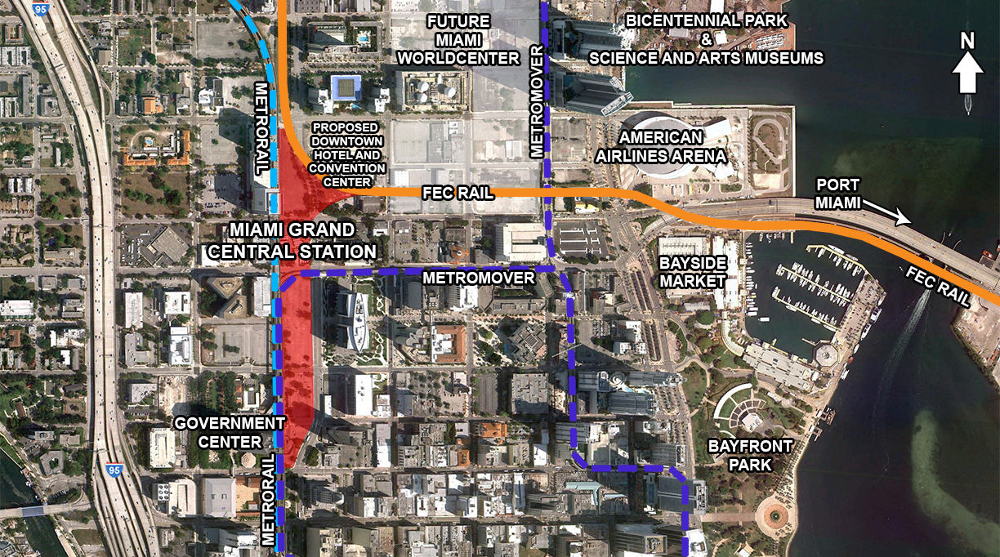 95
FUTURE
MIAMI
WORLDCENTER
BICENTENNIAL PARK
&
SCIENCE AND ARTS MUSEUMS
N
METRORAIL
METROMOVER
PROPOSED
DOWNTOWN
HOTEL AND
CONVENTION
CENTER
AMERICAN
AIRLINES ARENA
FEC RAIL
PORT
MIAMI
MIAMI GRAND
CENTRAL STATION
METROMOVER
BAYSIDE
MARKET
FEC RAIL
GOVERNMENT
CENTER
BAYFRONT
PARK
METRORAIL
95